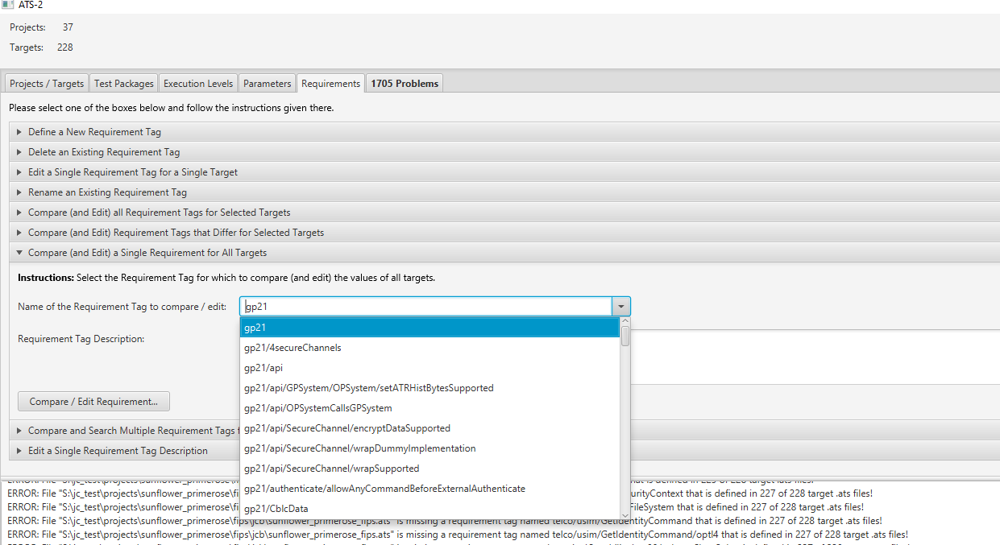 ATS-2
Projects: 37
Targets: 228
Projects / Targets Test Packages Execution Levels Parameters Requirements 1705 Problems
Please select one of the boxes below and follow the instructions given there.
Define a New Requirement Tag
Delete an Existing Requirement Tag
Edit a Single Requirement Tag for a Single Target
Rename an Existing Requirement Tag
Compare (and Edit) all Requirement Tags for Selected Targets
Compare (and Edit) Requirement Tags that Differ for Selected Targets
Compare (and Edit) a Single Requirement for All Targets
Instructions: Select the Requirement Tag for which to compare (and edit) the values of all targets.
Name of the Requirement Tag to compare / edit: gp21
gp21
Requirement Tag Description:
gp21/4secureChannels
gp21/api
gp21/api/GPSystem/OPSystem/setATRHistBytesSupported
Compare / Edit Requirement...
gp21/api/OPSystemCallsGPSystem
Compare and Search Multiple Requirement Tags gp21/api/SecureChannel/encryptDataSupported
Edit a Single Requirement Tag Description gp21/api/SecureChannel/wrapDummyImplementation
gp21/api/SecureChannel/wrapSupported
gp21/authenticate/allowAnyCommandBeforeExternalAuthenticate
gp21/CblcData
ERROR: File "S:\jc_test\projects\sunflower_primerose\ that is defined in 225 of 228 target .ats files!
ERROR: File "S:\jc_test\projects\sunflower_primerose\ urityContext that is defined in 227 of 228 target .ats files!
ERROR: File "S:\jc_test\projects\sunflower_primerose\ FileSystem that is defined in 227 of 228 target .ats files!
ERROR: File "S:\jc_test\projects\sunflower_primerose\fips\jcb\sunflower_primerose_fips.ats" is missing a requirement tag named telco/usim/GetIdentityCommand that is defined in 227 of 228 target .ats files!
ERROR: File "S:\jc_test\projects\sunflower_primerose\fips\jcb\sunflower_primerose_fips.ats" is missing a requirement tag named telco/usim/GetIdentityCommand/optI4 that is defined in 227 of 228 target .ats files!